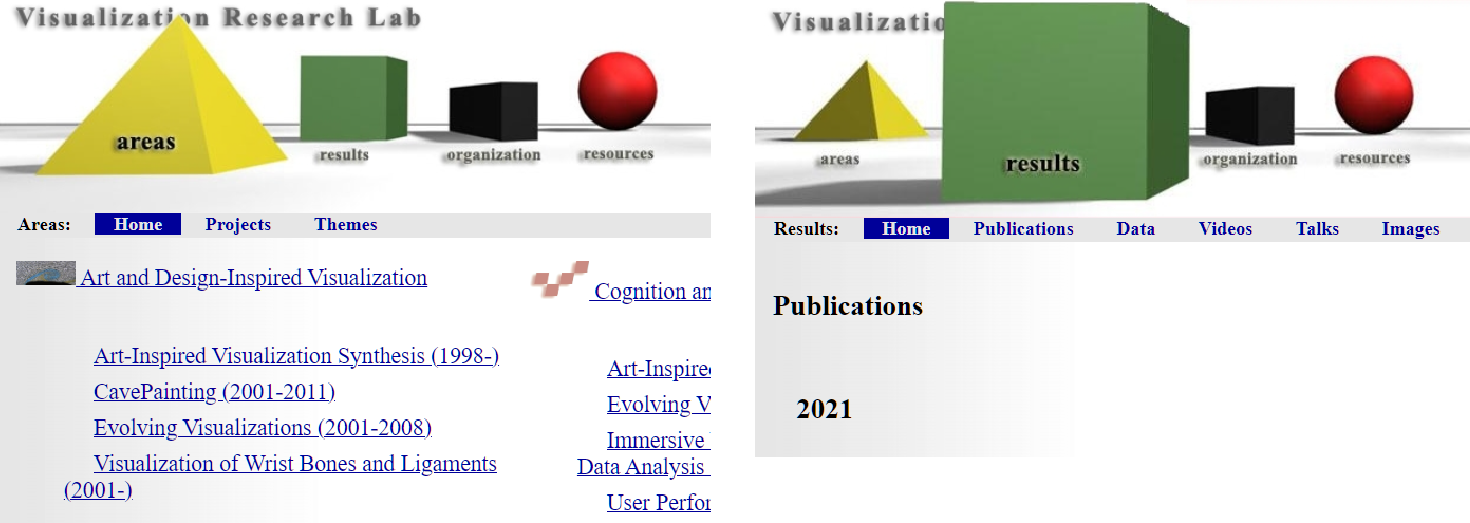 Visualization Research Lab
areas
results
organization
resources
Areas: Home Projects Themes
Art and Design-Inspired Visualization
Art-Inspired Visualization Synthesis (1998-)
CavePainting (2001-2011)
Evolving Visualizations (2001-2008)
Visualization of Wrist Bones and Ligaments
(2001-)
Cognition an
Art-Inspire
Evolving V
Immersive
Data Analysis
User Perfor
Visualizatio
areas
results
organization
resources
Results: Home Publications Data Videos Talks Images
Publications
2021